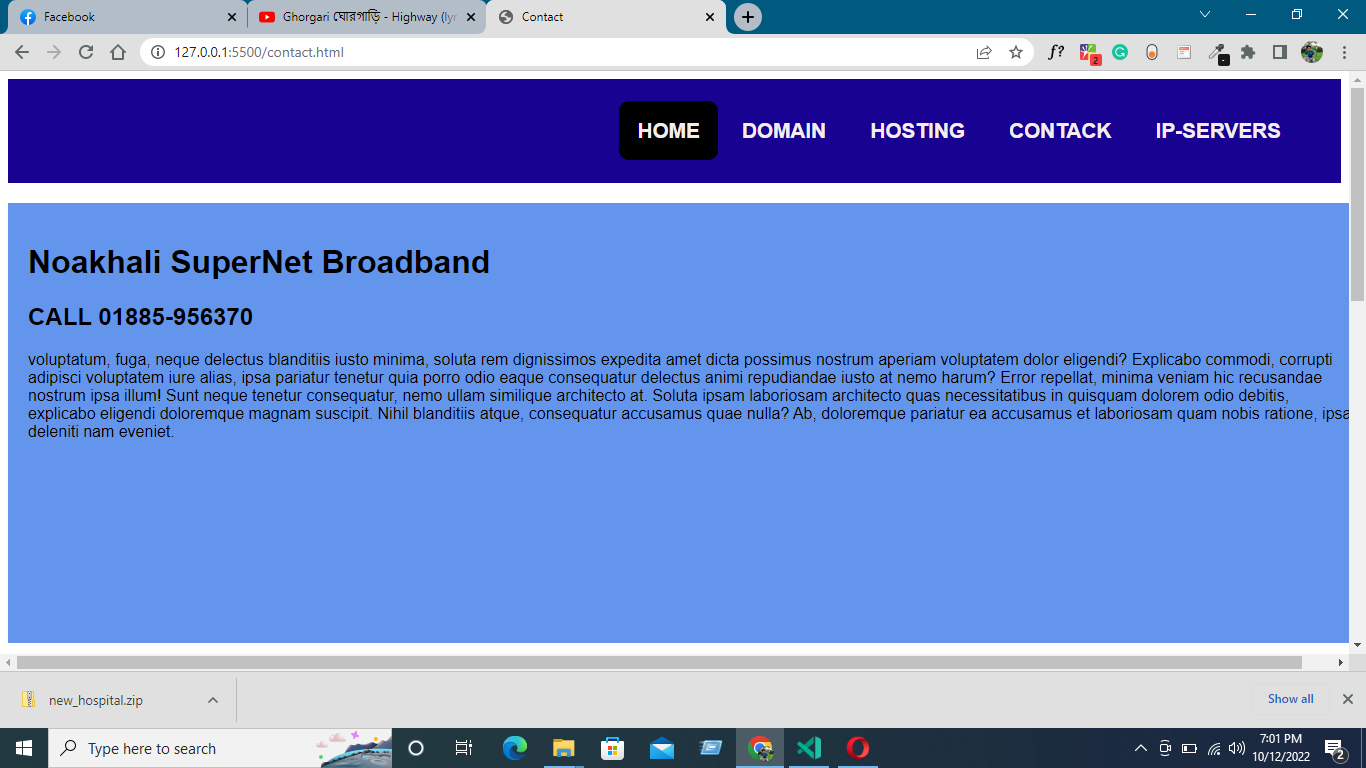 Facebook
Ghorgari ঘোরগাড়ি - Highway (lyr
Contact
127.0.0.1:5500/contact.html
f?
2
HOME DOMAIN HOSTING CONTACK IP-SERVERS
Noakhali SuperNet Broadband
CALL 01885-956370
voluptatum, fuga, neque delectus blanditiis iusto minima, soluta rem dignissimos expedita amet dicta possimus nostrum aperiam voluptatem dolor eligendi? Explicabo commodi, corrupti
adipisci voluptatem iure alias, ipsa pariatur tenetur quia porro odio eaque consequatur delectus animi repudiandae iusto at nemo harum? Error repellat, minima veniam hic recusandae
nostrum ipsa illum! Sunt neque tenetur consequatur, nemo ullam similique architecto at. Soluta ipsam laboriosam architecto quas necessitatibus in quisquam dolorem odio debitis,
explicabo eligendi doloremque magnam suscipit. Nihil blanditiis atque, consequatur accusamus quae nulla? Ab, doloremque pariatur ea accusamus et laboriosam quam nobis ratione, ipsa
deleniti nam eveniet.
new_hospital.zip
Show all
Type here to search
7:01 PM
10/12/2022
2